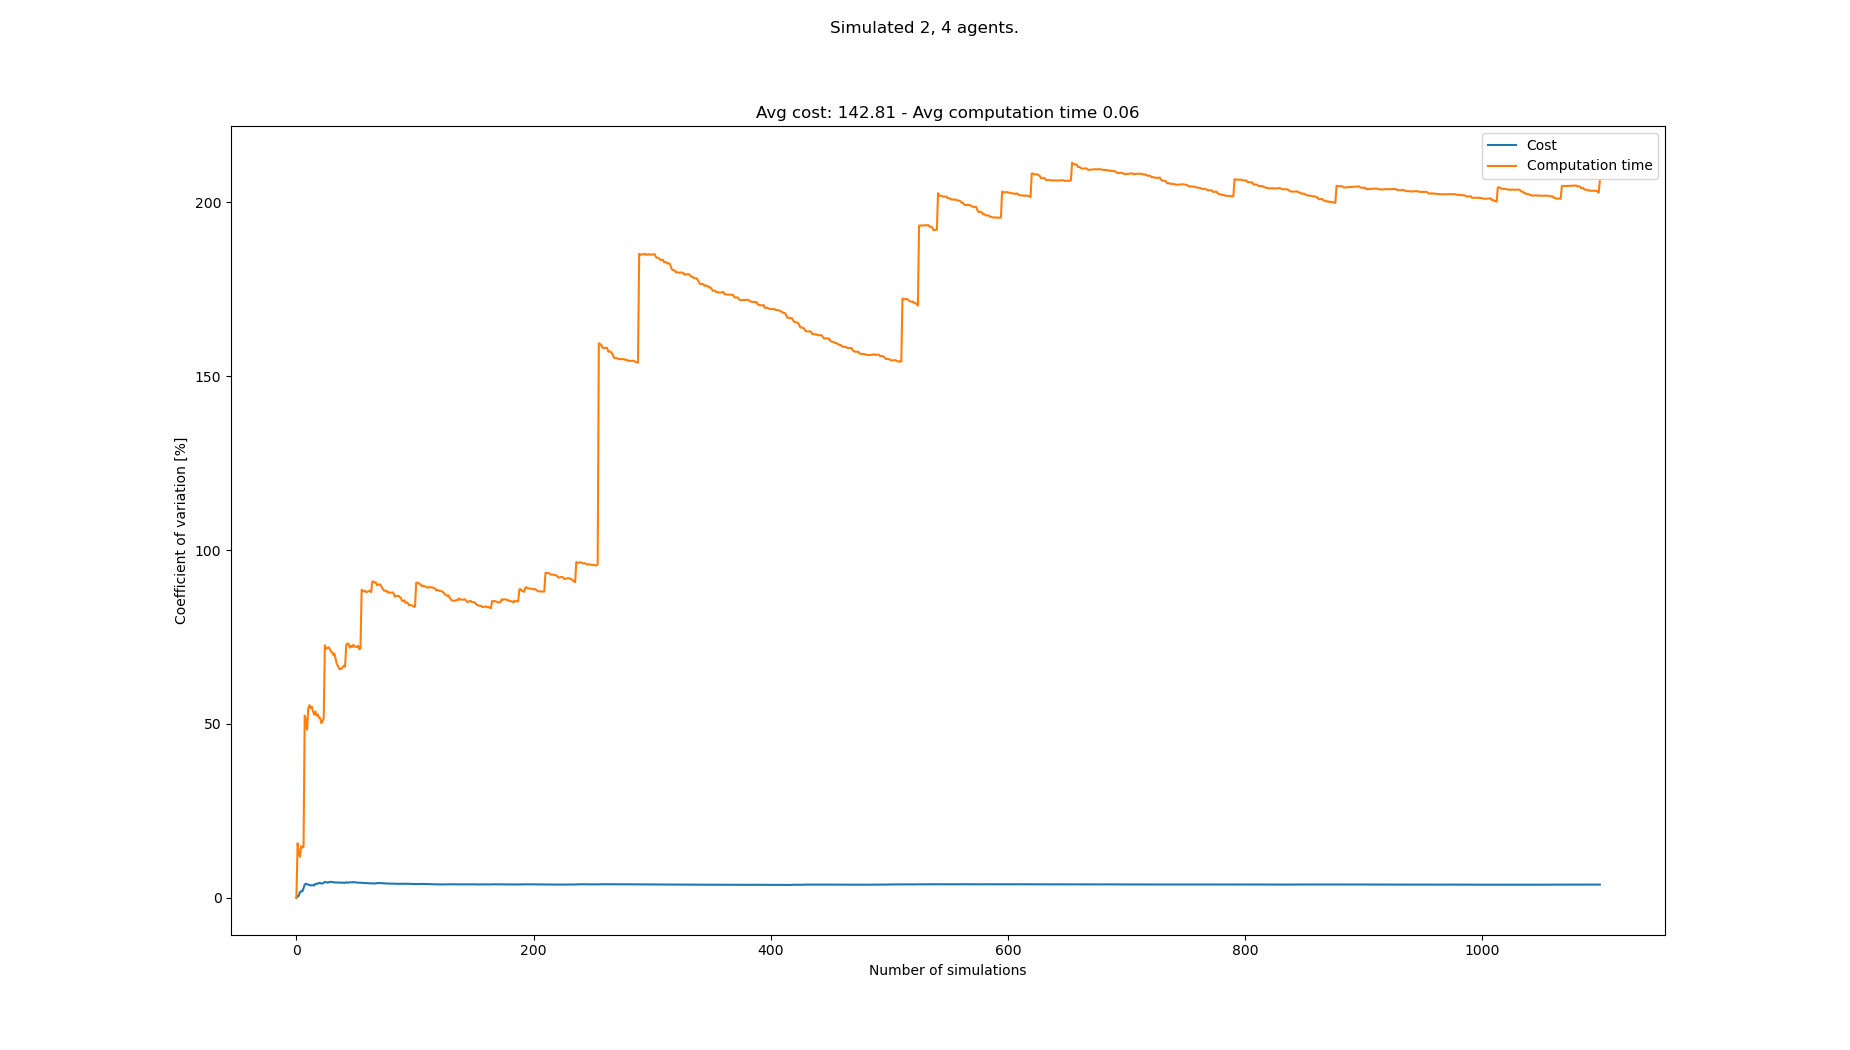 Simulated 2, 4 agents.
Avg cost: 142.81 - Avg computation time 0.06
Cost
Computation time
200
150
100
50
0
Coefficient of variation [%]
0 200 400 600 800 1000
Number of simulations